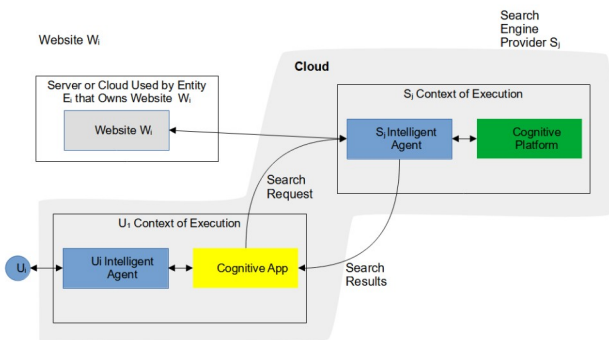 Search
Engine
Provider Sj
Website Wi
Cloud
Server or Cloud Used by Entity
Ei that Owns Website Wi
Website Wi
Sj Context of Execution
Sj Intelligent
Agent
Cognitive
Platform
Search
Request
U1 Context of Execution
Ui
Ui Intelligent
Agent
Cognitive App
Search
Results